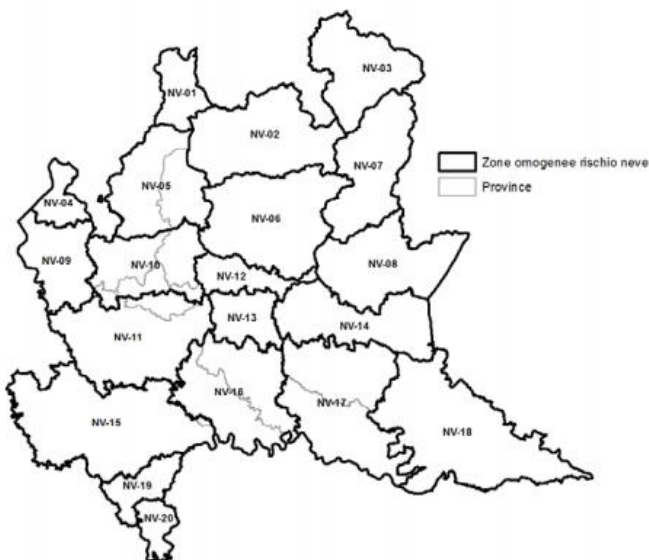 NV-03
NV-01
NV-02
NV-07
Zone omogenee rischio neve
Province
NV-05
NV-04
NV-06
NV-09
NV-10
NV-08
NV-12
NV-13
NV-14
NV-11
NV-16
NV-17
NV-15
NV-18
NV-19
NV-20